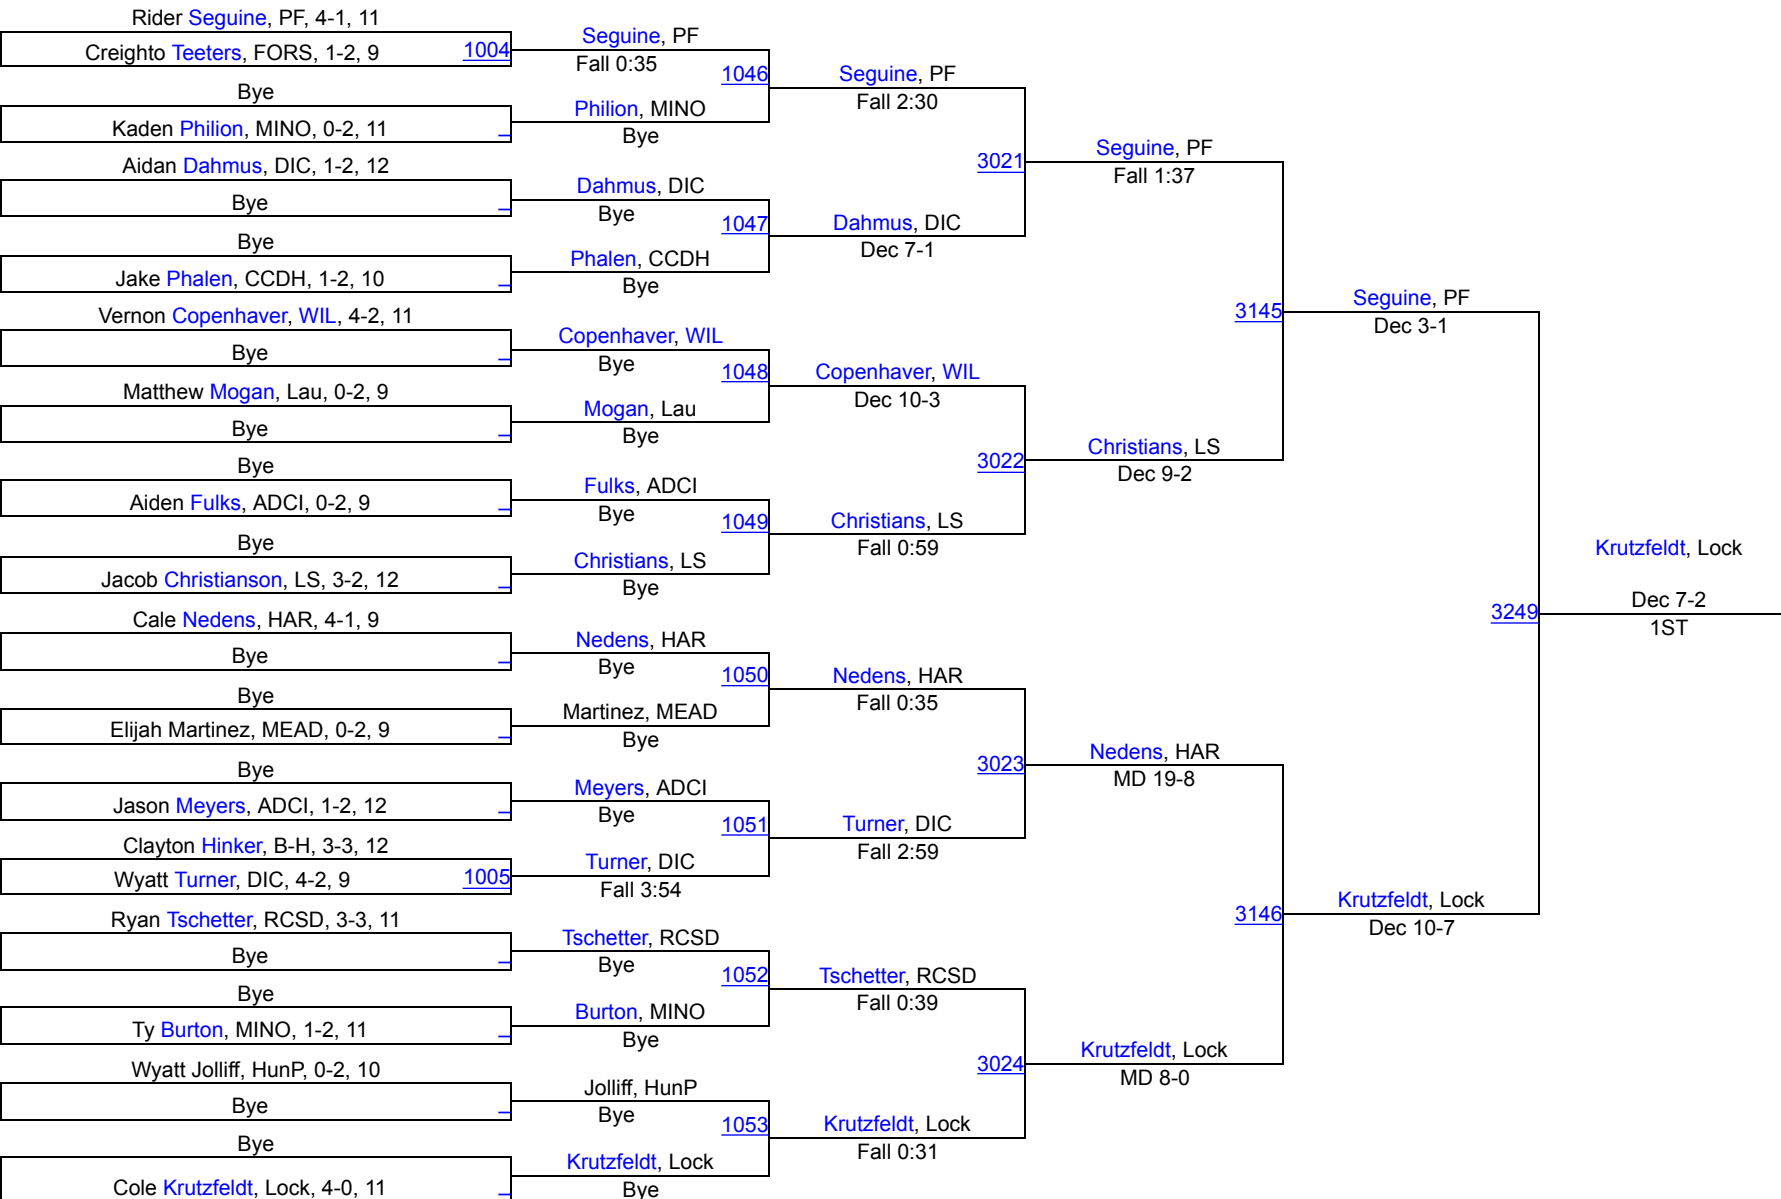 Rider Seguine, PF, 4-1, 11
Creighto Teeters, FORS, 1-2, 9
1004
Bye
Kaden Philion, MINO, 0-2, 11
Aidan Dahmus, DIC, 1-2, 12
Bye
Bye
Jake Phalen, CCDH, 1-2, 10
Vernon Copenhaver, WIL, 4-2, 11
Bye
Matthew Mogan, Lau, 0-2, 9
Bye
Bye
Aiden Fulks, ADCI, 0-2, 9
Bye
Jacob Christianson, LS, 3-2, 12
Cale Nedens, HAR, 4-1, 9
Bye
Bye
Elijah Martinez, MEAD, 0-2, 9
Bye
Jason Meyers, ADCI, 1-2, 12
Clayton Hinker, B-H, 3-3, 12
Wyatt Turner, DIC, 4-2, 9
1005
Ryan Tschetter, RCSD, 3-3, 11
Bye
Bye
Ty Burton, MINO, 1-2, 11
Wyatt Jolliff, HunP, 0-2, 10
Bye
Bye
Cole Krutzfeldt, Lock, 4-0, 11
Seguine, PF
Fall 0:35
1046
Philion, MINO
Bye
Dahmus, DIC
Bye
1047
Phalen, CCDH
Bye
Copenhaver, WIL
Bye
1048
Mogan, Lau
Bye
Fulks, ADCI
Bye
1049
Christians, LS
Bye
Nedens, HAR
Bye
1050
Martinez, MEAD
Bye
Meyers, ADCI
Bye
1051
Turner, DIC
Fall 3:54
Tschetter, RCSD
Bye
1052
Burton, MINO
Bye
Jolliff, HunP
Bye
1053
Krutzfeldt, Lock
Bye
Seguine, PF
Fall 2:30
3021
Dahmus, DIC
Dec 7-1
Copenhaver, WIL
Dec 10-3
3022
Christians, LS
Fall 0:59
Nedens, HAR
Fall 0:35
3023
Turner, DIC
Fall 2:59
Tschetter, RCSD
Fall 0:39
3024
Krutzfeldt, Lock
Fall 0:31
Seguine, PF
Fall 1:37
3145
Christians, LS
Dec 9-2
Nedens, HAR
MD 19-8
3146
Krutzfeldt, Lock
MD 8-0
Seguine, PF
Dec 3-1
3249
Krutzfeldt, Lock
Dec 10-7
Krutzfeldt, Lock
Dec 7-2
1ST